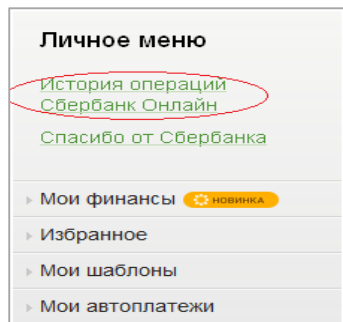 Личное меню
История операций
Сбербанк Онлайн
Спасибо от Сбербанка
Мои финансы НОВИНКА
Избранное
Мои шаблоны
Мои автоплатежи